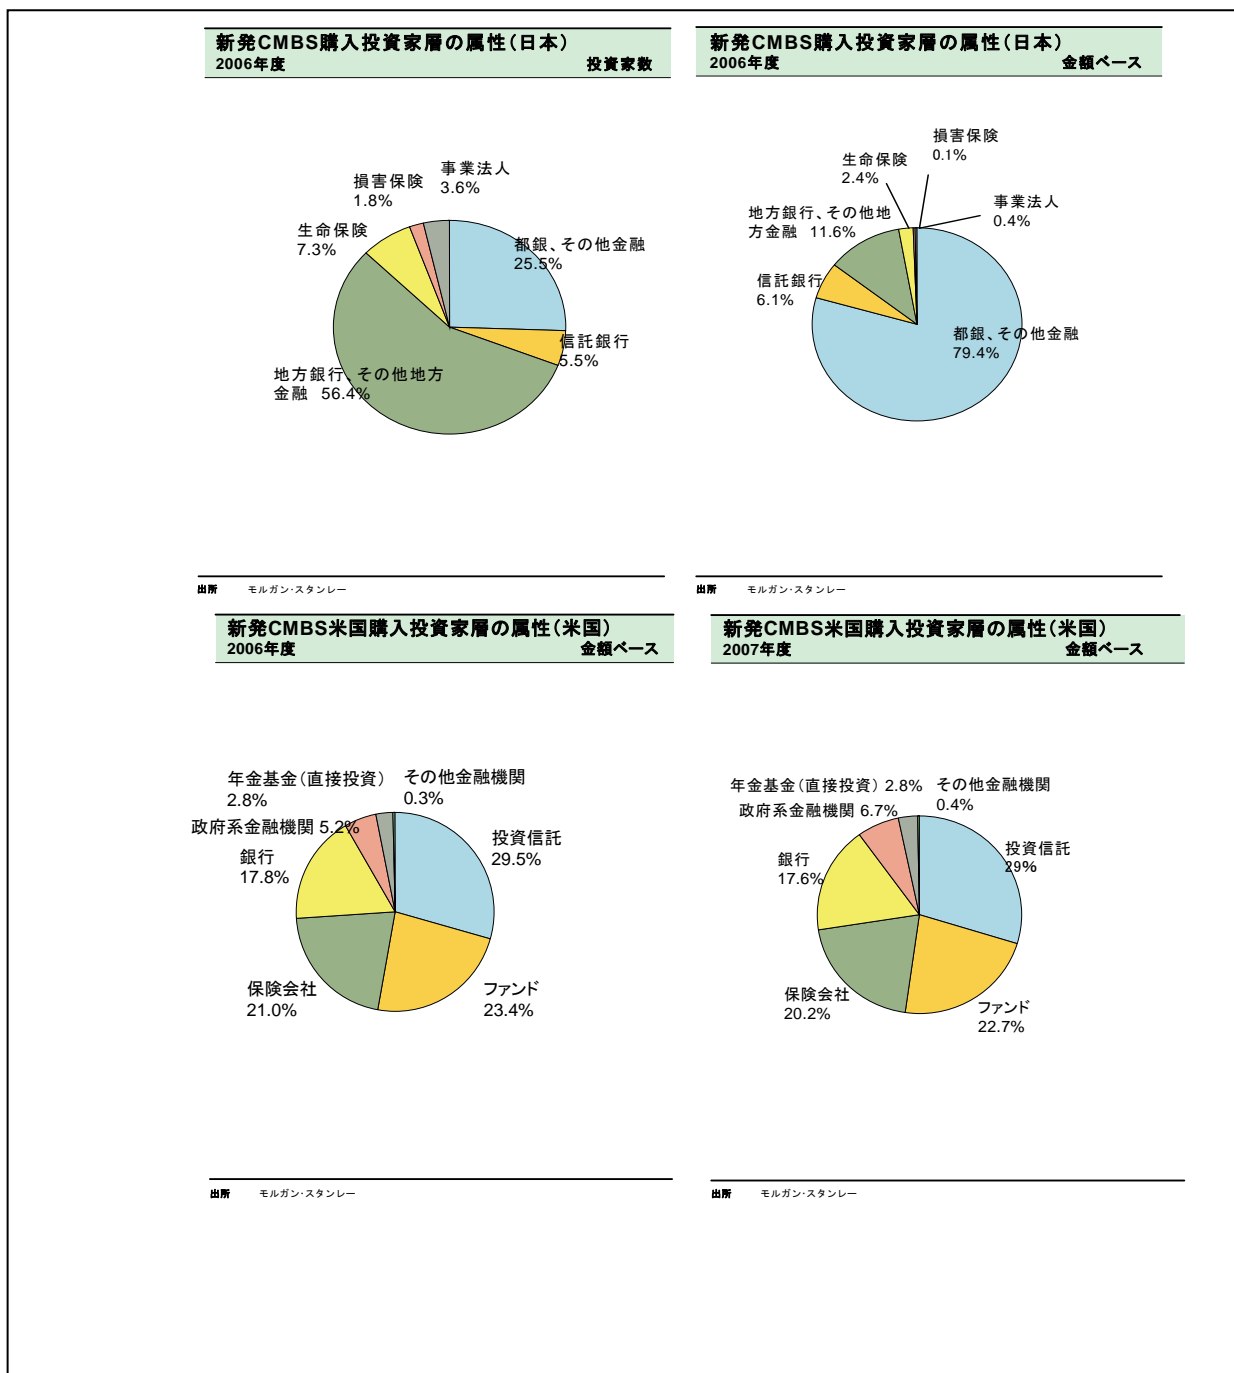 新発CMBS購入投資家層の属性（日本）
2006年度 投資家数
損害保険
1.8%
事業法人
3.6%
生命保険
7.3%
都銀、その他金融
25.5%
信託銀行
5.5%
地方銀行、その他地方
金融 56.4%
出所 モルガン・スタンレー
新発CMBS購入投資家層の属性（日本）
2006年度 金額ベース
損害保険
0.1%
生命保険
2.4%
事業法人
0.4%
地方銀行、その他地
方金融 11.6%
信託銀行
6.1%
都銀、その他金融
79.4%
出所 モルガン・スタンレー
新発CMBS米国購入投資家層の属性（米国）
2006年度 金額ベース
年金基金（直接投資）
2.8%
その他金融機関
0.3%
政府系金融機関 5.2%
投資信託
29.5%
銀行
17.8%
保険会社
21.0%
ファンド
23.4%
出所 モルガン・スタンレー
新発CMBS米国購入投資家層の属性（米国）
2007年度 金額ベース
年金基金（直接投資） 2.8%
その他金融機関
0.4%
政府系金融機関 6.7%
投資信託
29%
銀行
17.6%
保険会社
20.2%
ファンド
22.7%
出所 モルガン・スタンレー